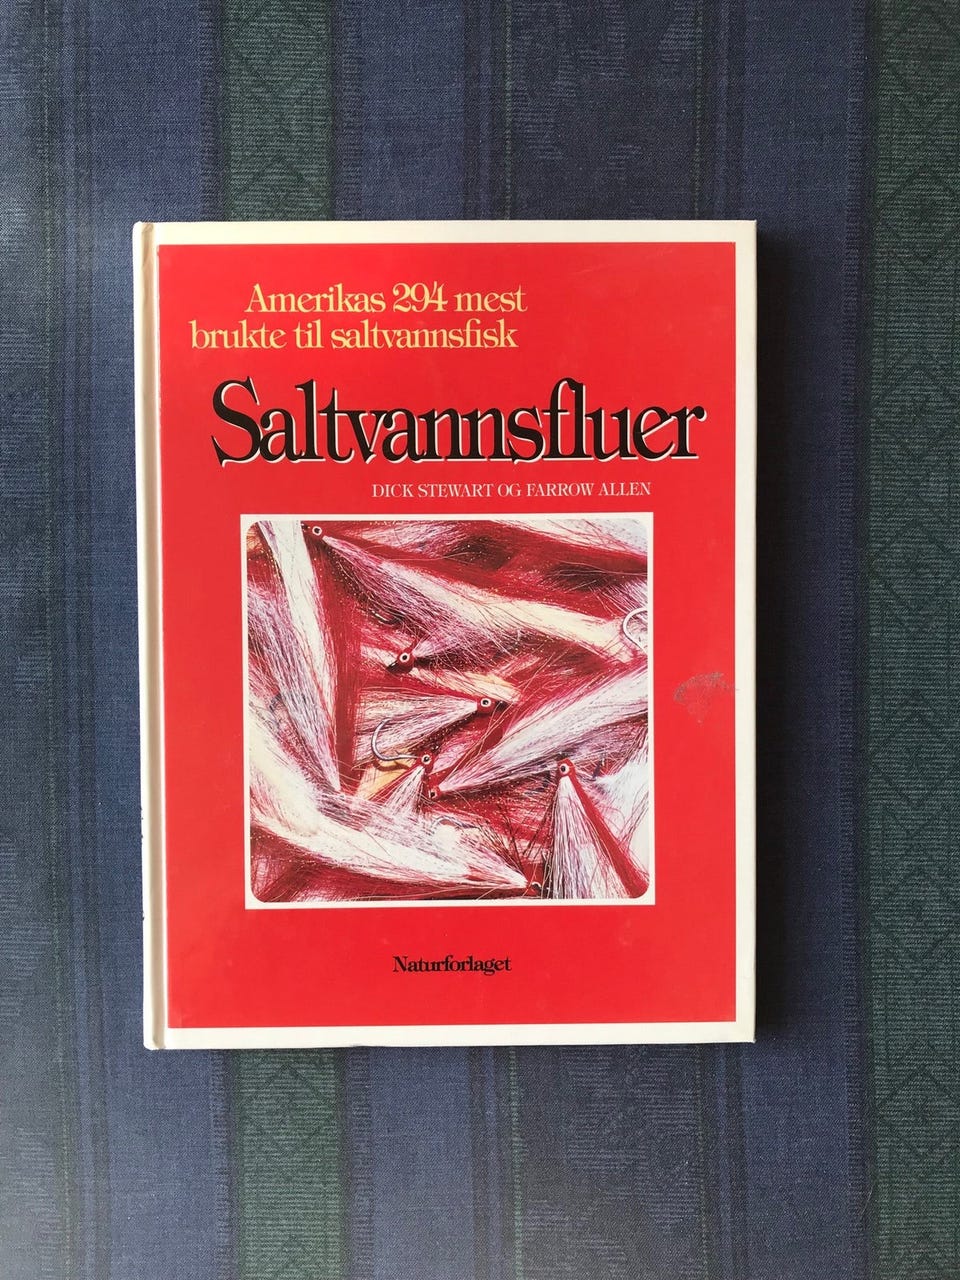 Amerikas 294 mest
brukte til saltvannsfisk
Saltvannsfluer
DICK STEWART OG FARROW ALLEN
Naturforlaget